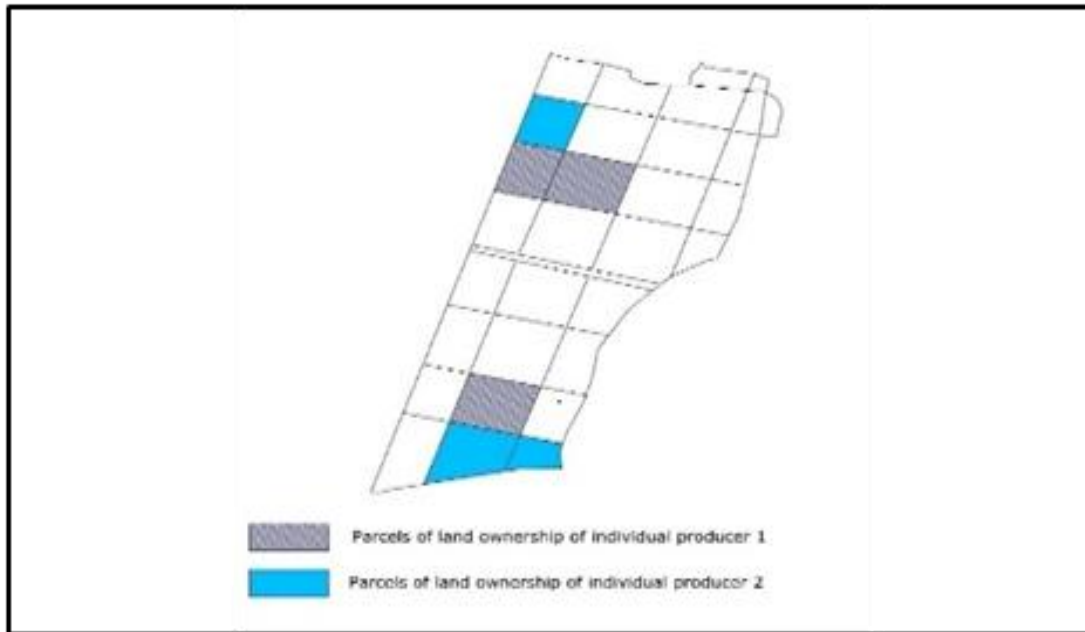 Parcels of land ownership of individual producer 1
Parcels of land ownership of individual producer 2